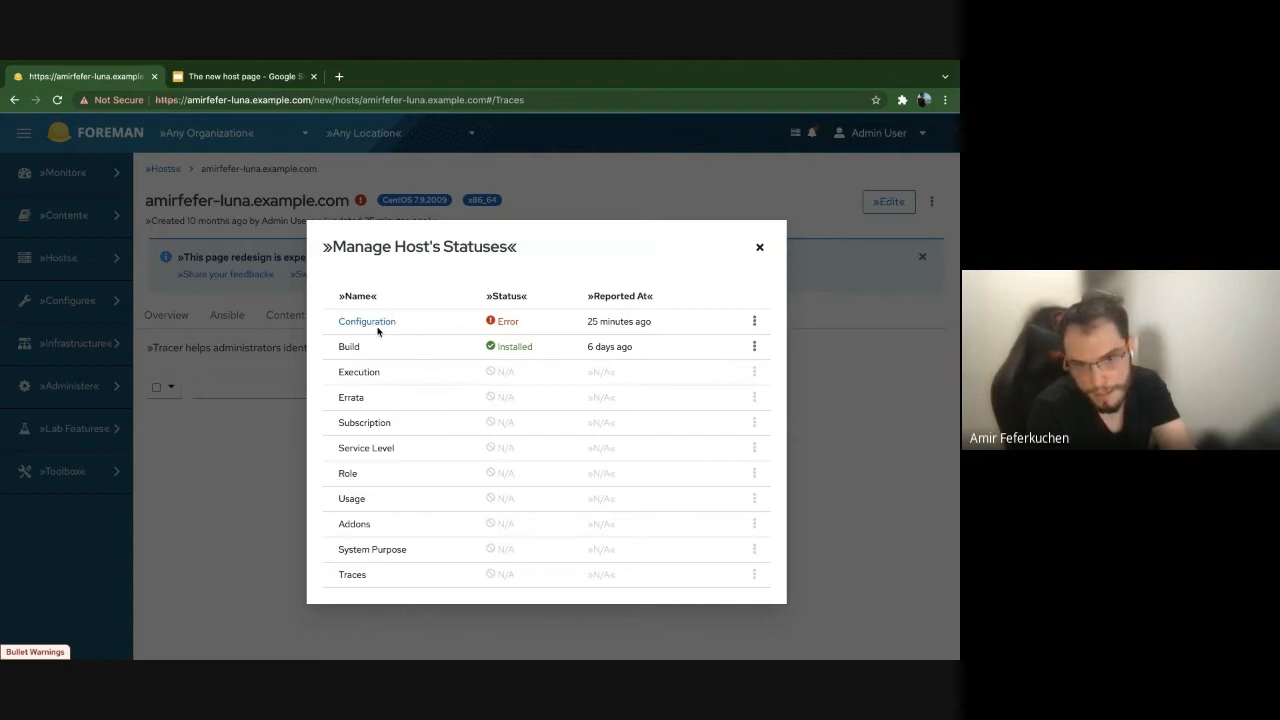 https://amirfefer-luna.example
The new host page - Google S
Not Secure
https://amirfefer-luna.example.com/new/hosts/amirfefer-luna.example.com#/Traces
FOREMAN
»Any Organization«
»Any Location«
Admin User
»Monitor«
»Content«
»Hosts«
»Configure«
»Infrastructure«
»Administer«
»Lab Features«
»Toolbox«
»Hosts« > amirfefer-luna.example.com
amirfefer-luna.example.com
CentOS 7.9.2009
x86_64
»Edit«
»Created 10 months ago by Admin Use
»This page redesign is expe
»Share your feedback«
»Sw
Overview
Ansible
Content
»Tracer helps administrators ident
»Manage Host's Statuses«
»Name« »Status« »Reported At«
Configuration Error 25 minutes ago
Build Installed 6 days ago
Execution N/A »N/A«
Errata N/A »N/A«
Subscription N/A »N/A«
Service Level N/A »N/A«
Role N/A »N/A«
Usage N/A »N/A«
Addons N/A »N/A«
System Purpose N/A »N/A«
Traces N/A »N/A«
Bullet Warnings
Amir Feferkuchen